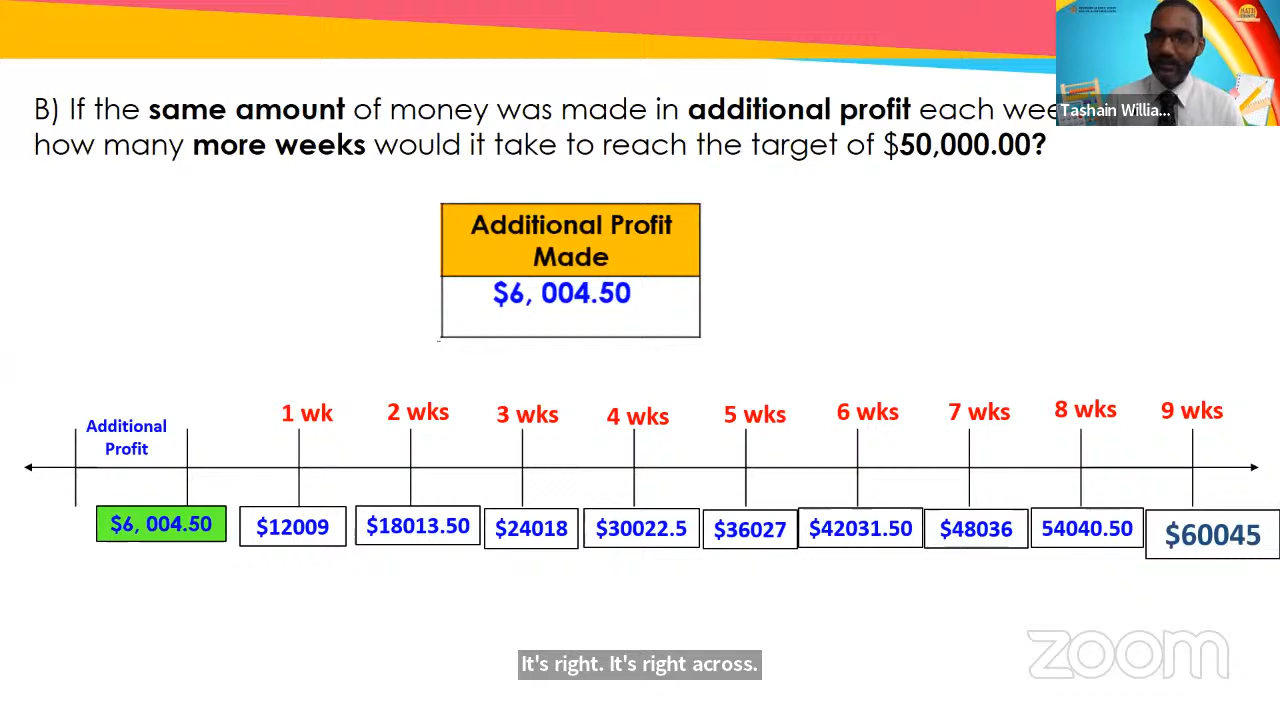 B) If the same amount of money was made in additional profit each wee
how many more weeks would it take to reach the target of $50,000.00?
Tashain Willia...
MATH
Additional Profit
Made
$6, 004.50
Additional
Profit
1 wk
2 wks
3 wks
4 wks
5 wks
6 wks
7 wks
8 wks
9 wks
$6, 004.50
$12009
$18013.50
$24018
$30022.5
$36027
$42031.50
$48036
54040.50
$60045
It's right. It's right across.
zoom